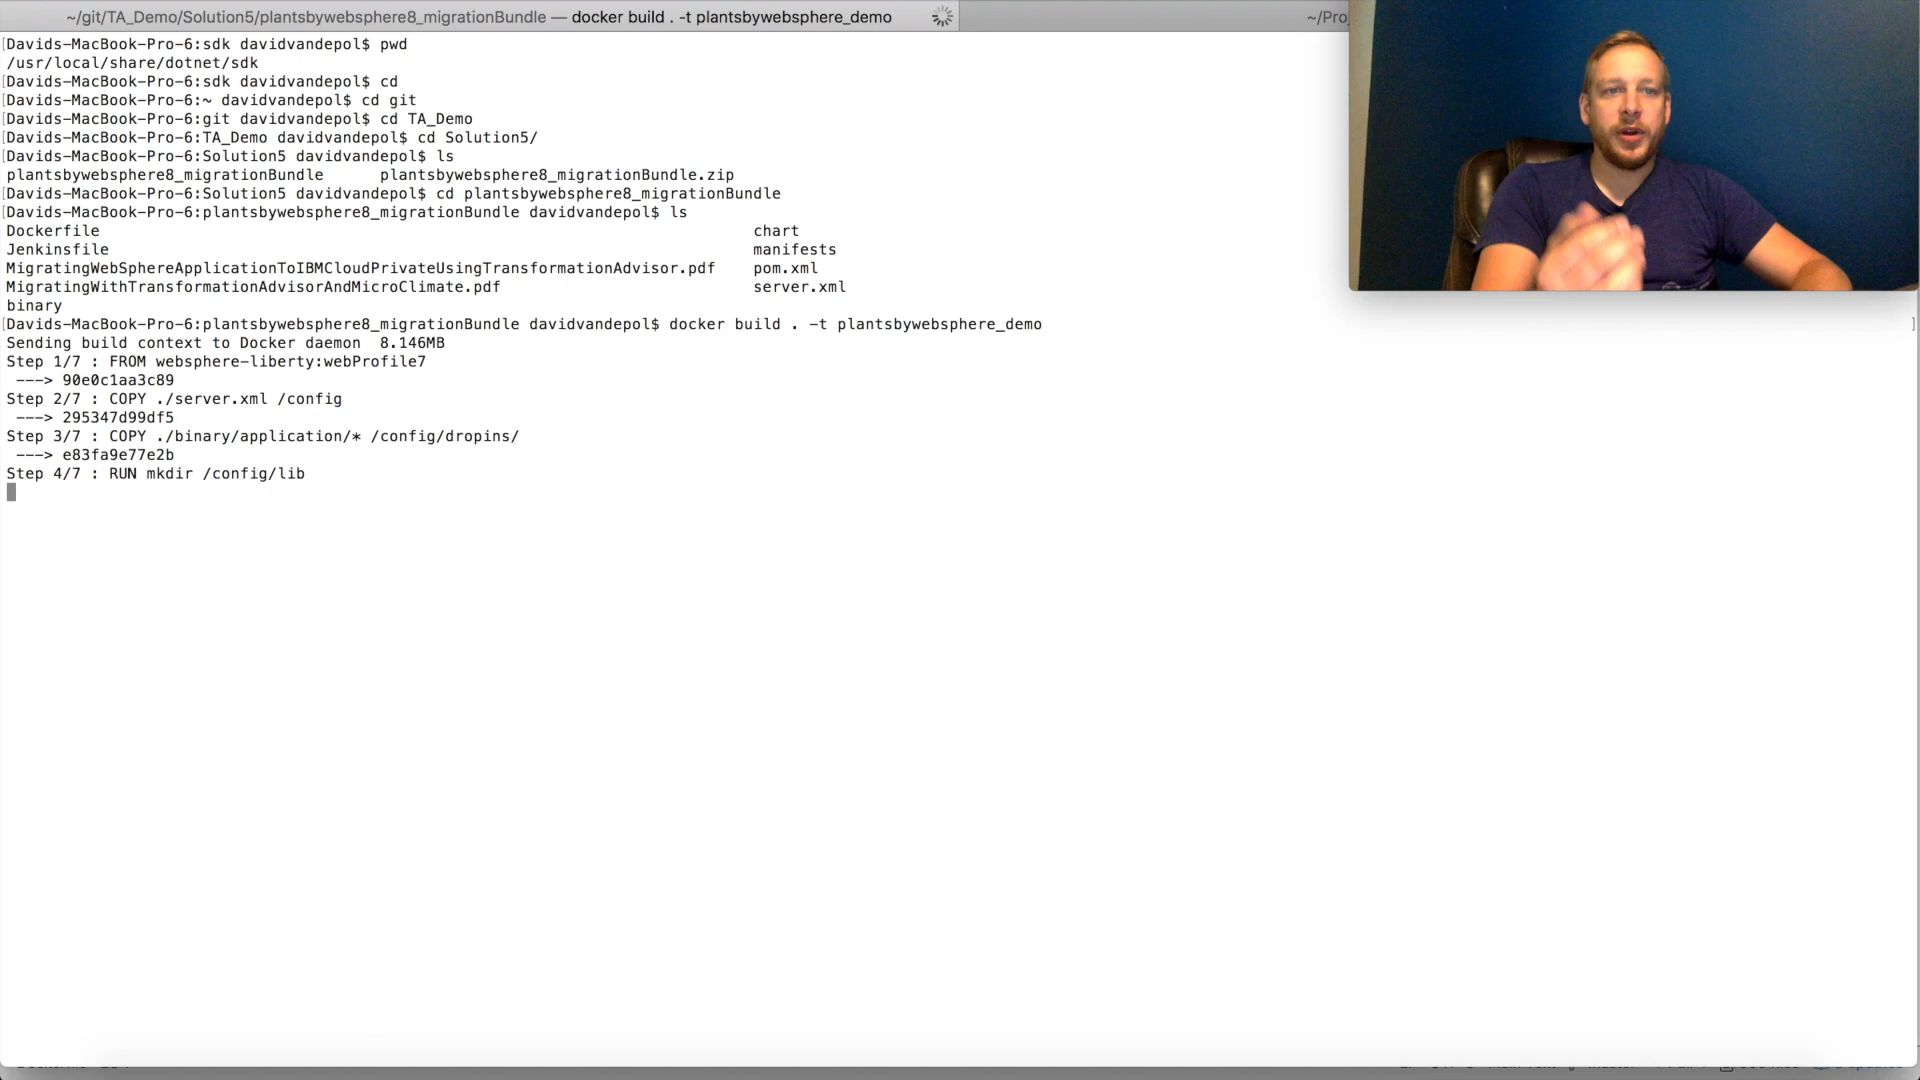 ~/git/TA_Demo/Solution5/plantsbywebsphere8_migrationBundle — docker build . -t plantsbywebsphere_demo
~/Pro
Davids-MacBook-Pro-6:sdk davidvandepol$ pwd
/usr/local/share/dotnet/sdk
Davids-MacBook-Pro-6:sdk davidvandepol$ cd
Davids-MacBook-Pro-6:~ davidvandepol$ cd git
Davids-MacBook-Pro-6:git davidvandepol$ cd TA_Demo
Davids-MacBook-Pro-6:TA_Demo davidvandepol$ cd Solution5/
Davids-MacBook-Pro-6:Solution5 davidvandepol$ ls
plantsbywebsphere8_migrationBundle plantsbywebsphere8_migrationBundle.zip
Davids-MacBook-Pro-6:Solution5 davidvandepol$ cd plantsbywebsphere8_migrationBundle
Davids-MacBook-Pro-6:plantsbywebsphere8_migrationBundle davidvandepol$ ls
Dockerfile chart
Jenkinsfile manifests
MigratingWebSphereApplicationToIBMCloudPrivateUsingTransformationAdvisor.pdf pom.xml
MigratingWithTransformationAdvisorAndMicroClimate.pdf server.xml
binary
Davids-MacBook-Pro-6:plantsbywebsphere8_migrationBundle davidvandepol$ docker build . -t plantsbywebsphere_demo
Sending build context to Docker daemon 8.146MB
Step 1/7 : FROM websphere-liberty:webProfile7
---> 90e0c1aa3c89
Step 2/7 : COPY ./server.xml /config
---> 295347d99df5
Step 3/7 : COPY ./binary/application/* /config/dropins/
---> e83fa9e77e2b
Step 4/7 : RUN mkdir /config/lib